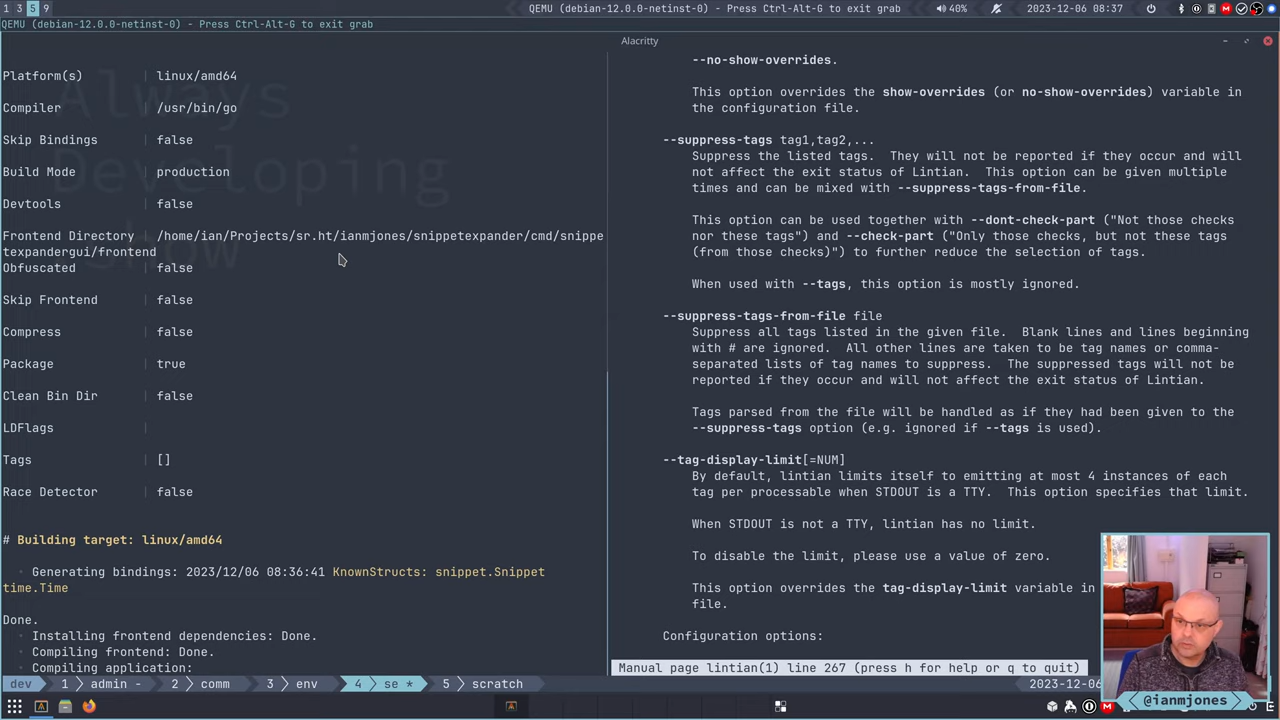 1 3 5 9
QEMU (debian-12.0.0-netinst-0) - Press Ctrl-Alt-G to exit grab
40%
2023-12-06 08:37
QEMU (debian-12.0.0-netinst-0) - Press Ctrl-Alt-G to exit grab
Alacritty
Always
Developing
Show
Platform(s) | linux/amd64
Compiler | /usr/bin/go
Skip Bindings | false
Build Mode | production
Devtools | false
Frontend Directory | /home/ian/Projects/sr.ht/ianmjones/snippetexpander/cmd/snippe
texpandergui/frontend
Obfuscated | false
Skip Frontend | false
Compress | false
Package | true
Clean Bin Dir | false
LDFlags |
Tags | []
Race Detector | false
# Building target: linux/amd64
• Generating bindings: 2023/12/06 08:36:41 KnownStructs: snippet.Snippet
time.Time
Done.
• Installing frontend dependencies: Done.
• Compiling frontend: Done.
• Compiling application:
--no-show-overrides.
This option overrides the show-overrides (or no-show-overrides) variable in
the configuration file.
--suppress-tags tag1,tag2,...
Suppress the listed tags. They will not be reported if they occur and will
not affect the exit status of Lintian. This option can be given multiple
times and can be mixed with --suppress-tags-from-file.
This option can be used together with --dont-check-part ("Not those checks
nor these tags") and --check-part ("Only those checks, but not these tags
(from those checks)") to further reduce the selection of tags.
When used with --tags, this option is mostly ignored.
--suppress-tags-from-file file
Suppress all tags listed in the given file. Blank lines and lines beginning
with # are ignored. All other lines are taken to be tag names or comma-
separated lists of tag names to suppress. The suppressed tags will not be
reported if they occur and will not affect the exit status of Lintian.
Tags parsed from the file will be handled as if they had been given to the
--suppress-tags option (e.g. ignored if --tags is used).
--tag-display-limit[=NUM]
By default, lintian limits itself to emitting at most 4 instances of each
tag per processable when STDOUT is a TTY. This option specifies that limit.
When STDOUT is not a TTY, lintian has no limit.
To disable the limit, please use a value of zero.
This option overrides the tag-display-limit variable in
file.
Configuration options:
Manual page lintian(1) line 267 (press h for help or q to quit)
dev 1 admin - 2 comm 3 env 4 se * 5 scratch
2023-12-06
@ianmjones